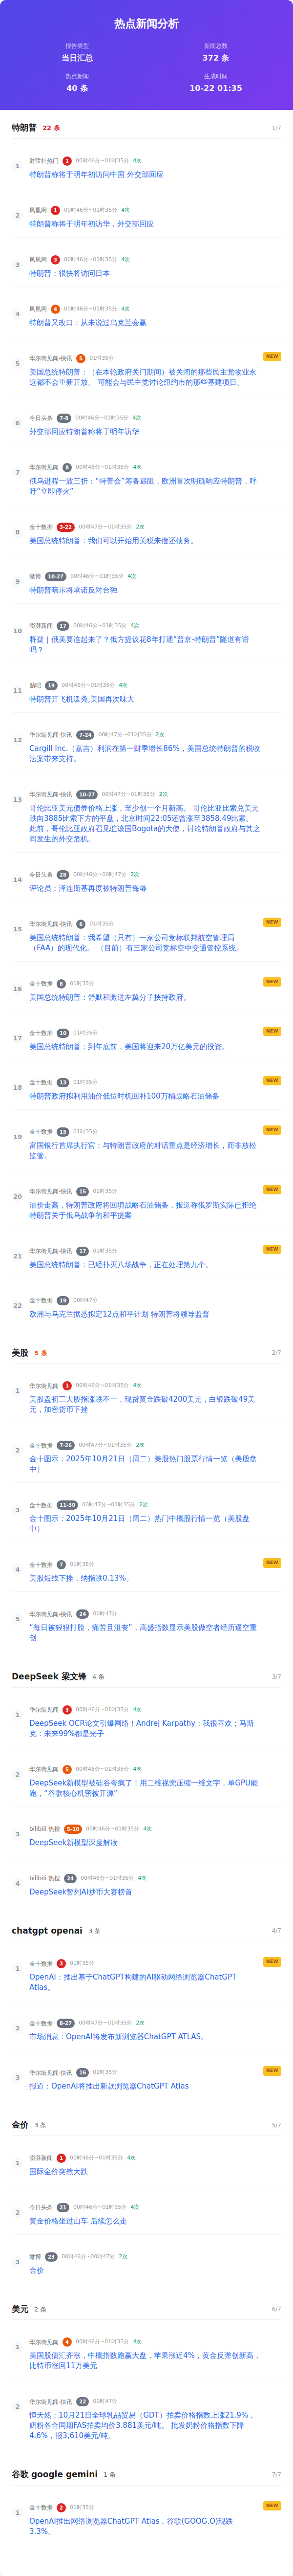 热点新闻分析
报告类型
新闻总数
当日汇总
372 条
热点新闻
生成时间
40 条
10-22 01:35
特朗普 22 条 1/7
1
财联社热门 1 00时46分~01时35分 4次
特朗普称将于明年初访问中国 外交部回应
2
凤凰网 1 00时46分~01时35分 4次
特朗普称将于明年初访华，外交部回应
3
凤凰网 3 00时46分~01时35分 4次
特朗普：很快将访问日本
4
凤凰网 4 00时46分~01时35分 4次
特朗普又改口：从未说过乌克兰会赢
5
华尔街见闻-快讯 5 01时35分
NEW
美国总统特朗普：（在本轮政府关门期间）被关闭的那些民主党物业永
远都不会重新开放。 可能会与民主党讨论纽约市的那些基建项目。
6
今日头条 7-8 00时46分~01时35分 4次
外交部回应特朗普称将于明年访华
7
华尔街见闻 8 00时46分~01时35分 4次
俄乌进程一波三折：“特普会”筹备遇阻，欧洲首次明确响应特朗普，呼
吁“立即停火”
8
金十数据 3-22 00时47分~01时35分 2次
美国总统特朗普：我们可以开始用关税来偿还债务。
9
微博 10-27 00时46分~01时35分 4次
特朗普暗示将承诺反对台独
10
澎湃新闻 17 00时46分~01时35分 4次
释疑｜俄美要连起来了？俄方提议花8年打通“普京-特朗普”隧道有谱
吗？
11
贴吧 19 00时46分~01时35分 4次
特朗普开飞机泼粪,美国再次味大
12
华尔街见闻-快讯 7-24 00时47分~01时35分 2次
Cargill Inc.（嘉吉）利润在第一财季增长86%，美国总统特朗普的税收
法案带来支持。
13
华尔街见闻-快讯 10-27 00时47分~01时35分 2次
哥伦比亚美元债券价格上涨，至少创一个月新高。 哥伦比亚比索兑美元
跌向3885比索下方的平盘，北京时间22:05还曾涨至3858.49比索。
此前，哥伦比亚政府召见驻该国Bogota的大使，讨论特朗普政府与其之
间发生的外交危机。
14
今日头条 28 00时46分~00时47分 2次
评论员：泽连斯基再度被特朗普侮辱
15
华尔街见闻-快讯 6 01时35分
NEW
美国总统特朗普：我希望（只有）一家公司竞标联邦航空管理局
（FAA）的现代化。 （目前）有三家公司竞标空中交通管控系统。
16
金十数据 8 01时35分
NEW
美国总统特朗普：舒默和激进左翼分子挟持政府。
17
金十数据 10 01时35分
NEW
美国总统特朗普：到年底前，美国将迎来20万亿美元的投资。
18
金十数据 13 01时35分
NEW
特朗普政府拟利用油价低位时机回补100万桶战略石油储备
19
金十数据 15 01时35分
NEW
富国银行首席执行官：与特朗普政府的对话重点是经济增长，而非放松
监管。
20
华尔街见闻-快讯 15 01时35分
NEW
油价走高，特朗普政府将回填战略石油储备，报道称俄罗斯实际已拒绝
特朗普关于俄乌战争的和平提案
21
华尔街见闻-快讯 17 01时35分
NEW
美国总统特朗普：已经扑灭八场战争，正在处理第九个。
22
金十数据 19 00时47分
欧洲与乌克兰据悉拟定12点和平计划 特朗普将领导监督
美股 5 条 2/7
1
华尔街见闻 1 00时46分~01时35分 4次
美股盘初三大股指涨跌不一，现货黄金跌破4200美元，白银跌破49美
元，加密货币下挫
2
金十数据 7-26 00时47分~01时35分 2次
金十图示：2025年10月21日（周二）美股热门股票行情一览（美股盘
中）
3
金十数据 11-30 00时47分~01时35分 2次
金十图示：2025年10月21日（周二）热门中概股行情一览（美股盘
中）
4
金十数据 7 01时35分
NEW
美股短线下挫，纳指跌0.13%。
5
华尔街见闻-快讯 24 00时47分
“每日被狠狠打脸，痛苦且沮丧”，高盛指数显示美股做空者经历逼空重
创
DeepSeek 梁文锋 4 条 3/7
1
华尔街见闻 3 00时46分~01时35分 4次
DeepSeek OCR论文引爆网络！Andrej Karpathy：我很喜欢；马斯
克：未来99%都是光子
2
华尔街见闻 5 00时46分~01时35分 4次
DeepSeek新模型被硅谷夸疯了！用二维视觉压缩一维文字，单GPU能
跑，“谷歌核心机密被开源”
3
bilibili 热搜 5-10 00时46分~01时35分 4次
DeepSeek新模型深度解读
4
bilibili 热搜 24 00时46分~01时35分 4次
DeepSeek暂列AI炒币大赛榜首
chatgpt openai 3 条 4/7
1
金十数据 3 01时35分
NEW
OpenAI：推出基于ChatGPT构建的AI驱动网络浏览器ChatGPT
Atlas。
2
金十数据 8-27 00时47分~01时35分 2次
市场消息：OpenAI将发布新浏览器ChatGPT ATLAS。
3
华尔街见闻-快讯 16 01时35分
NEW
报道：OpenAI将推出新款浏览器ChatGPT Atlas
金价 3 条 5/7
1
澎湃新闻 1 00时46分~01时35分 4次
国际金价突然大跌
2
今日头条 21 00时46分~01时35分 4次
黄金价格坐过山车 后续怎么走
3
微博 23 00时46分~00时47分 2次
金价
美元 2 条 6/7
1
华尔街见闻 4 00时46分~01时35分 4次
美国股债汇齐涨，中概指数跑赢大盘，苹果涨近4%，黄金反弹创新高，
比特币涨回11万美元
2
华尔街见闻-快讯 22 00时47分
恒天然：10月21日全球乳品贸易（GDT）拍卖价格指数上涨21.9%，
奶粉各合同期FAS拍卖均价3.881美元/吨。 批发奶粉价格指数下降
4.6%，报3,610美元/吨。
谷歌 google gemini 1 条 7/7
1
金十数据 2 01时35分
NEW
OpenAI推出网络浏览器ChatGPT Atlas，谷歌(GOOG.O)现跌
3.3%。